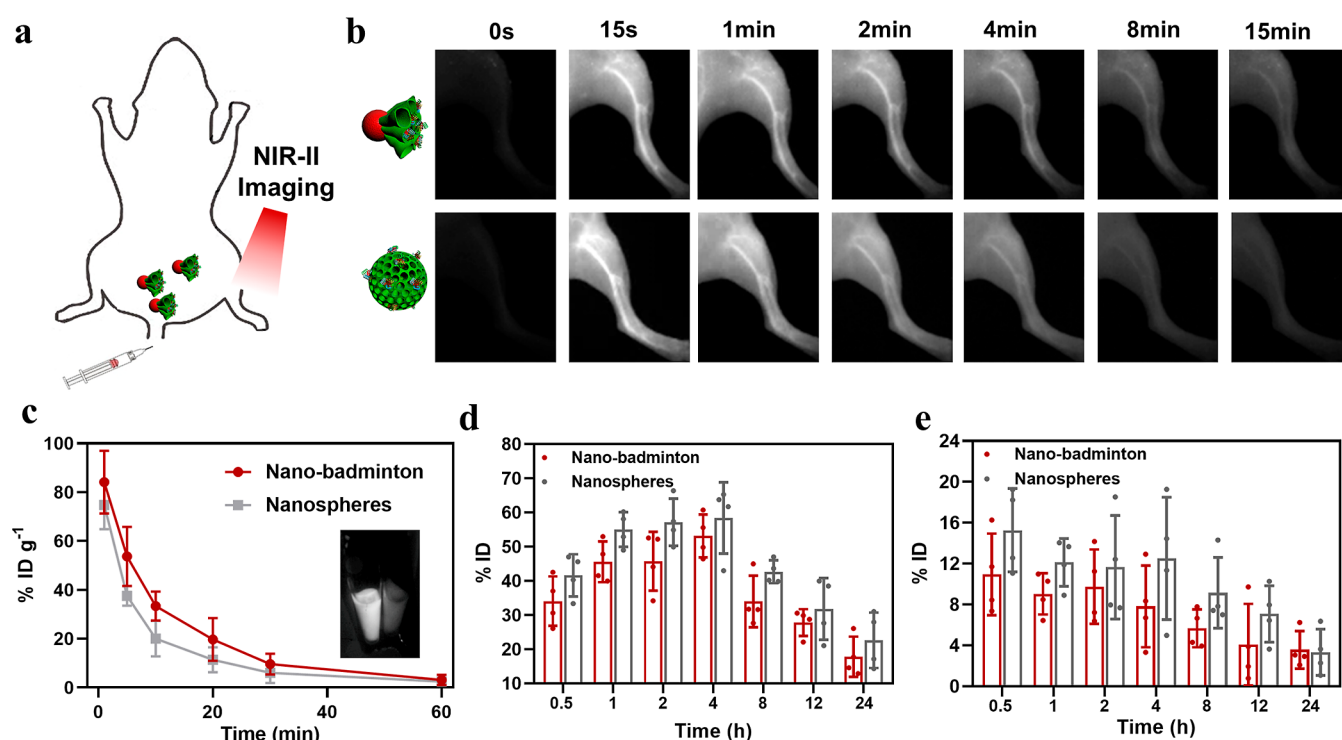 a
NIR-II
Imaging
b
0s 15s 1min 2min 4min 8min 15min
c
% ID g-1
100
80
60
40
20
0
0 20 40 60
Time (min)
Nano-badminton
Nanospheres
d
% ID
80
70
60
50
40
30
20
10
0.5 1 2 4 8 12 24
Time (h)
Nano-badminton
Nanospheres
e
% ID
24
20
16
12
8
4
0
0.5 1 2 4 8 12 24
Time (h)
Nano-badminton
Nanospheres